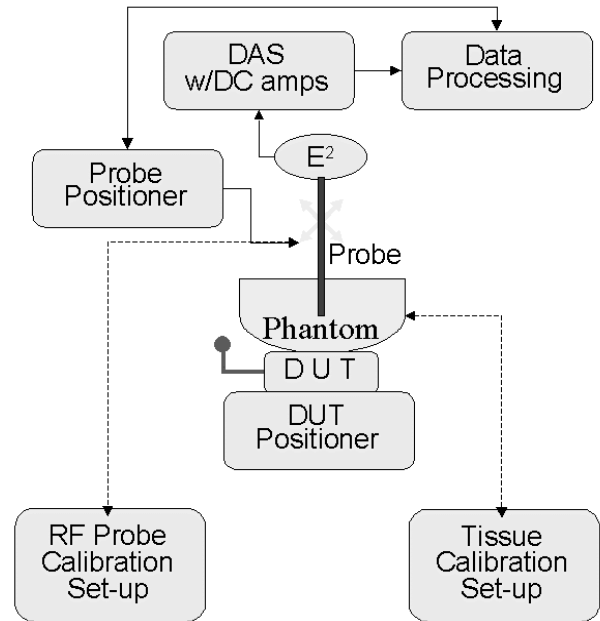 DAS
w/DC amps
Data
Processing
E²
Probe
Positioner
Probe
Phantom
D U T
DUT
Positioner
RF Probe
Calibration
Set-up
Tissue
Calibration
Set-up